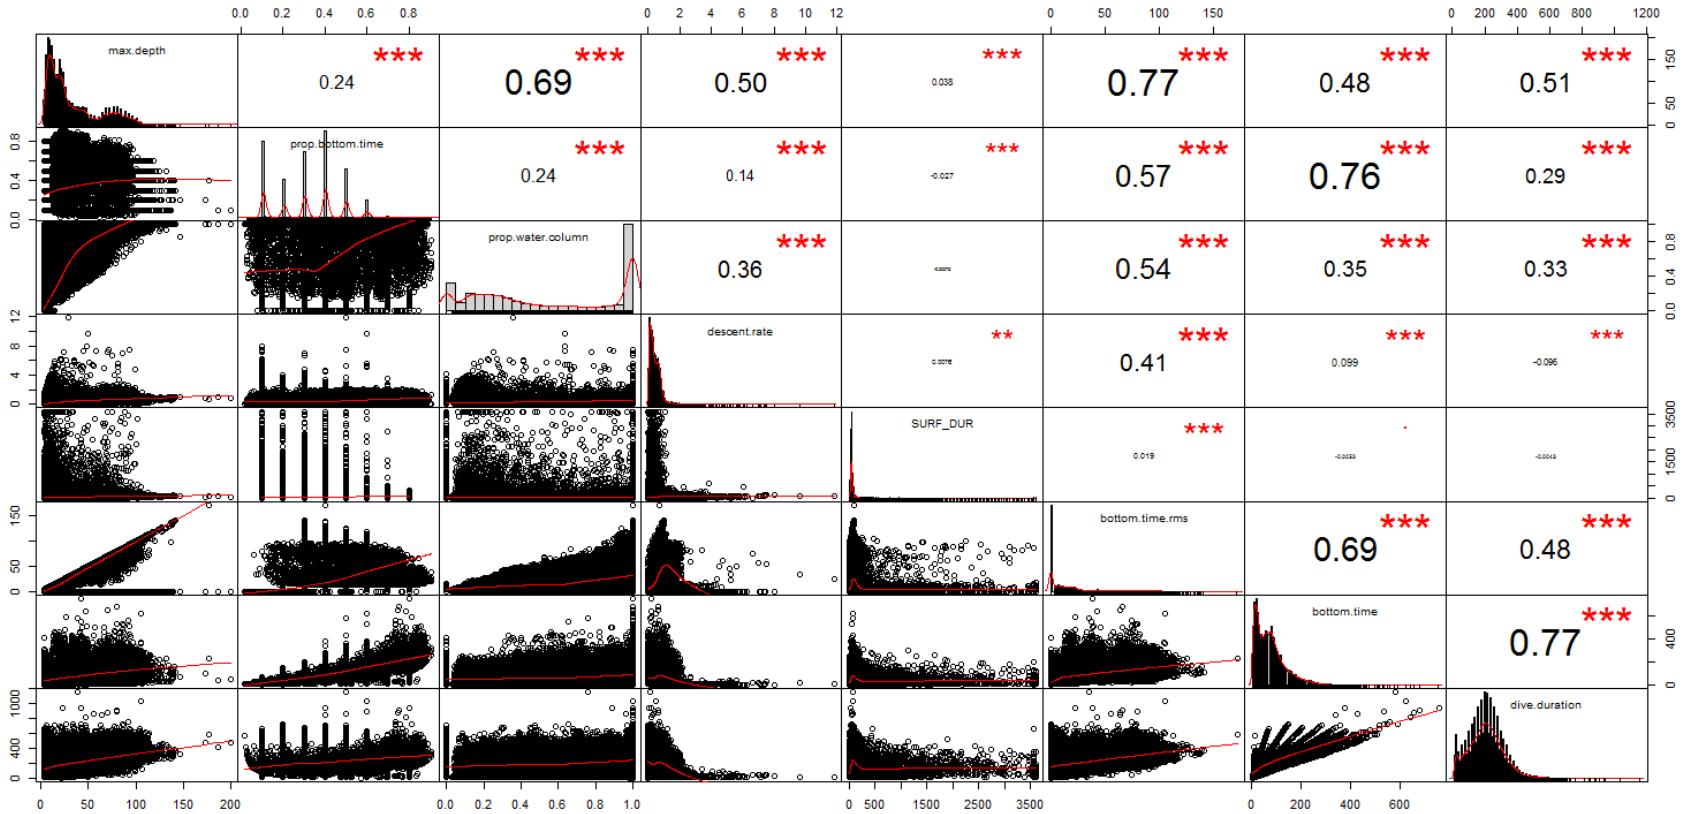 0.0 0.2 0.4 0.6 0.8 0 2 4 6 8 10 12 0 50 100 150 0 200 400 600 800 1200
max.depth *** 0.24 *** 0.69 *** 0.50 *** 0.038 *** 0.77 *** 0.48 *** 0.51 0 50 150
0.0 0.4 0.8 prop.bottom.time *** 0.24 *** 0.14 *** -0.027 *** 0.57 *** 0.76 *** 0.29
prop.water.column *** 0.36 *** 0.54 *** 0.35 *** 0.33 0.0 0.4 0.8
0 4 8 12 descent.rate ** 0.0076 *** 0.41 *** 0.099 *** -0.096
SURF_DUR *** 0.019 . 0 1500 3500
0 50 150 bottom.time.rms *** 0.69 *** 0.48
bottom.time *** 0.77 0 400
0 400 1000 dive.duration
0 50 100 150 200 0.0 0.2 0.4 0.6 0.8 1.0 0 500 1500 2500 3500 0 200 400 600